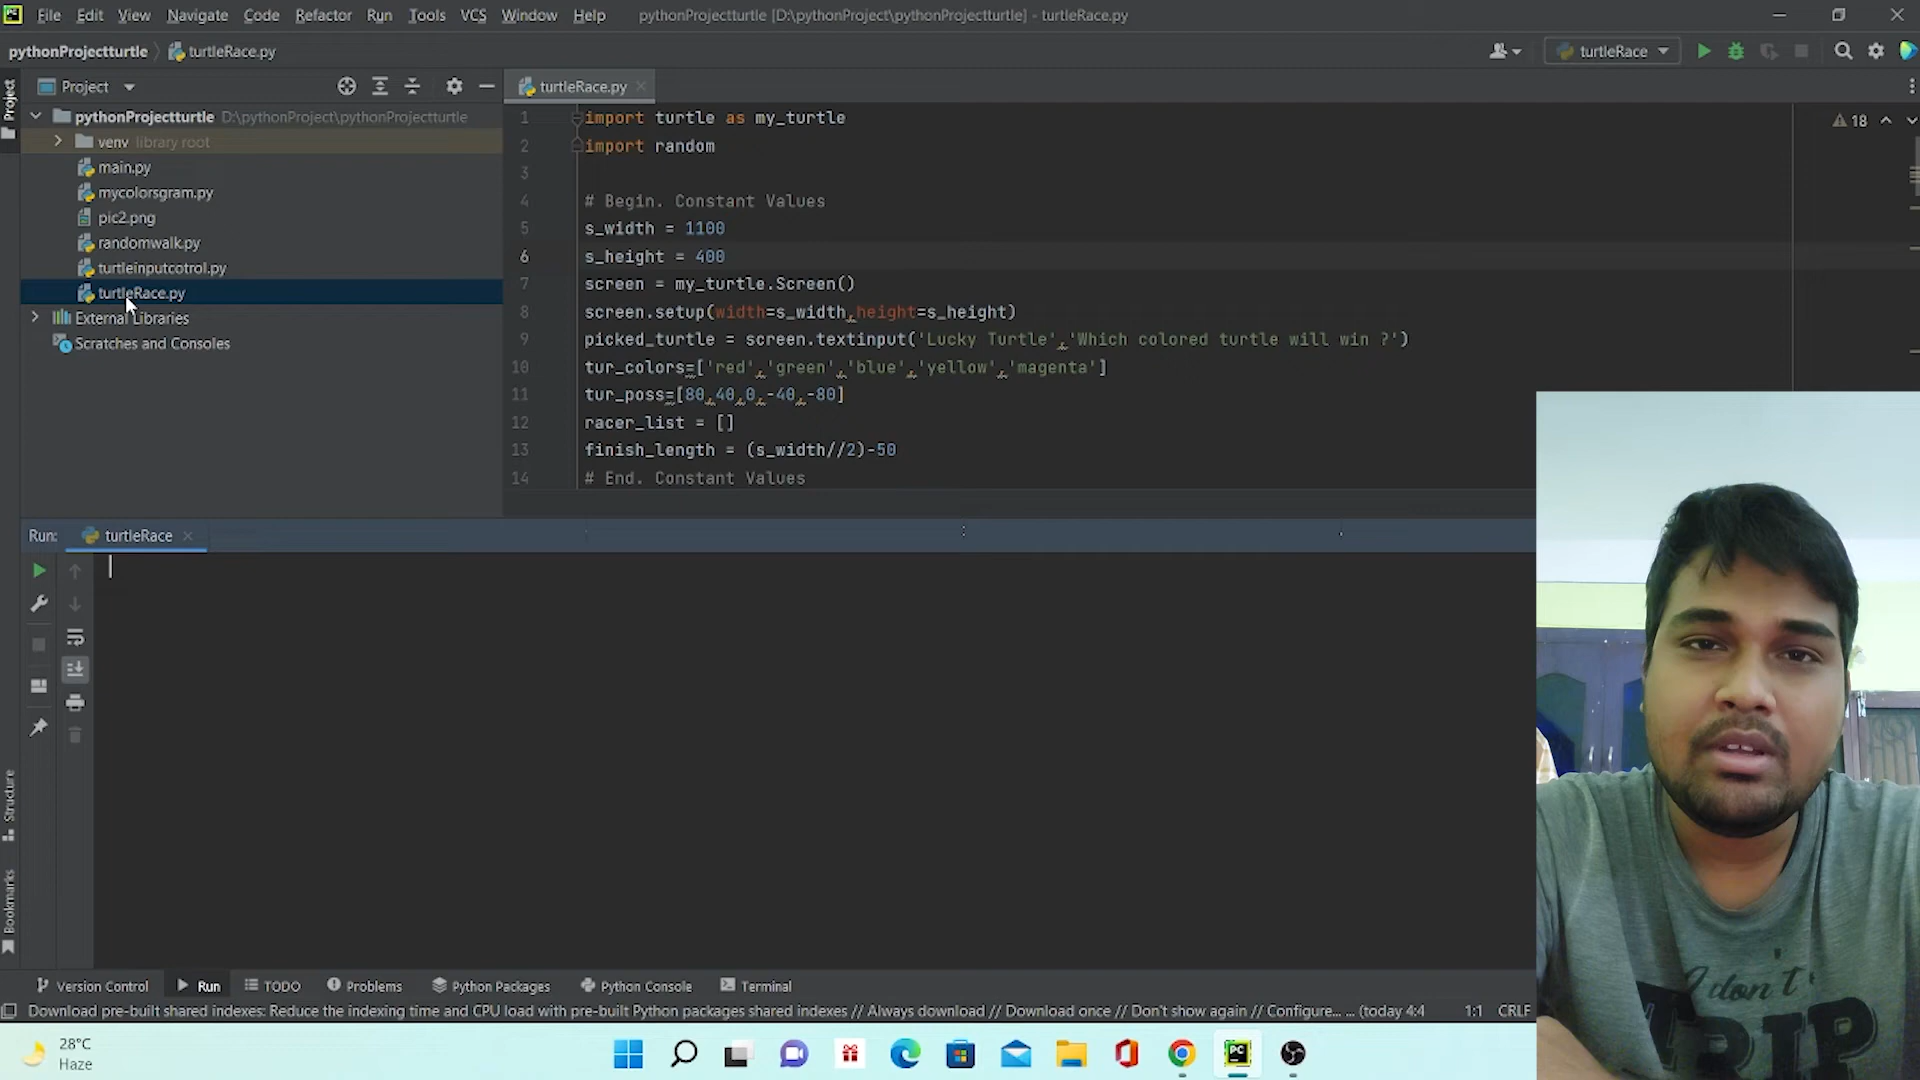 PC File Edit View Navigate Code Refactor Run Tools VCS Window Help pythonProjectturtle [D:\pythonProject\pythonProjectturtle] - turtleRace.py
pythonProjectturtle turtleRace.py turtleRace
Project
Project
turtleRace.py
pythonProjectturtle D:\pythonProject\pythonProjectturtle
venv library root
main.py
mycolorsgram.py
pic2.png
randomwalk.py
turtleinputcotrol.py
turtleRace.py
External Libraries
Scratches and Consoles
1 import turtle as my_turtle
2 import random
3
4 # Begin. Constant Values
5 s_width = 1100
6 s_height = 400
7 screen = my_turtle.Screen()
8 screen.setup(width=s_width,height=s_height)
9 picked_turtle = screen.textinput('Lucky Turtle','Which colored turtle will win ?')
10 tur_colors=['red','green','blue','yellow','magenta']
11 tur_poss=[80,40,0,-40,-80]
12 racer_list = []
13 finish_length = (s_width//2)-50
14 # End. Constant Values
18
Run: turtleRace
Structure
Bookmarks
Version Control Run TODO Problems Python Packages Python Console Terminal
Download pre-built shared indexes: Reduce the indexing time and CPU load with pre-built Python packages shared indexes // Always download // Download once // Don't show again // Configure... ... (today 4:4 1:1 CRLF
28°C
Haze
PC
I don't
TRIP